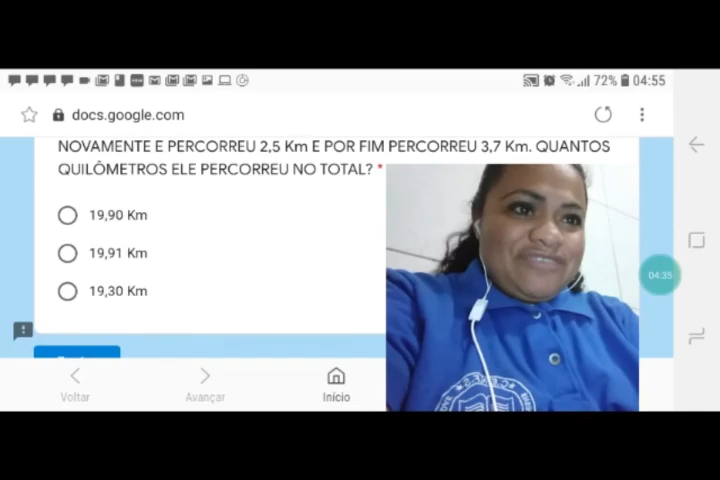 72% 04:55
docs.google.com
NOVAMENTE E PERCORREU 2,5 Km E POR FIM PERCORREU 3,7 Km. QUANTOS
QUILÔMETROS ELE PERCORREU NO TOTAL? *
19,90 Km
19,91 Km
19,30 Km
04:35
Voltar
Avançar
Início